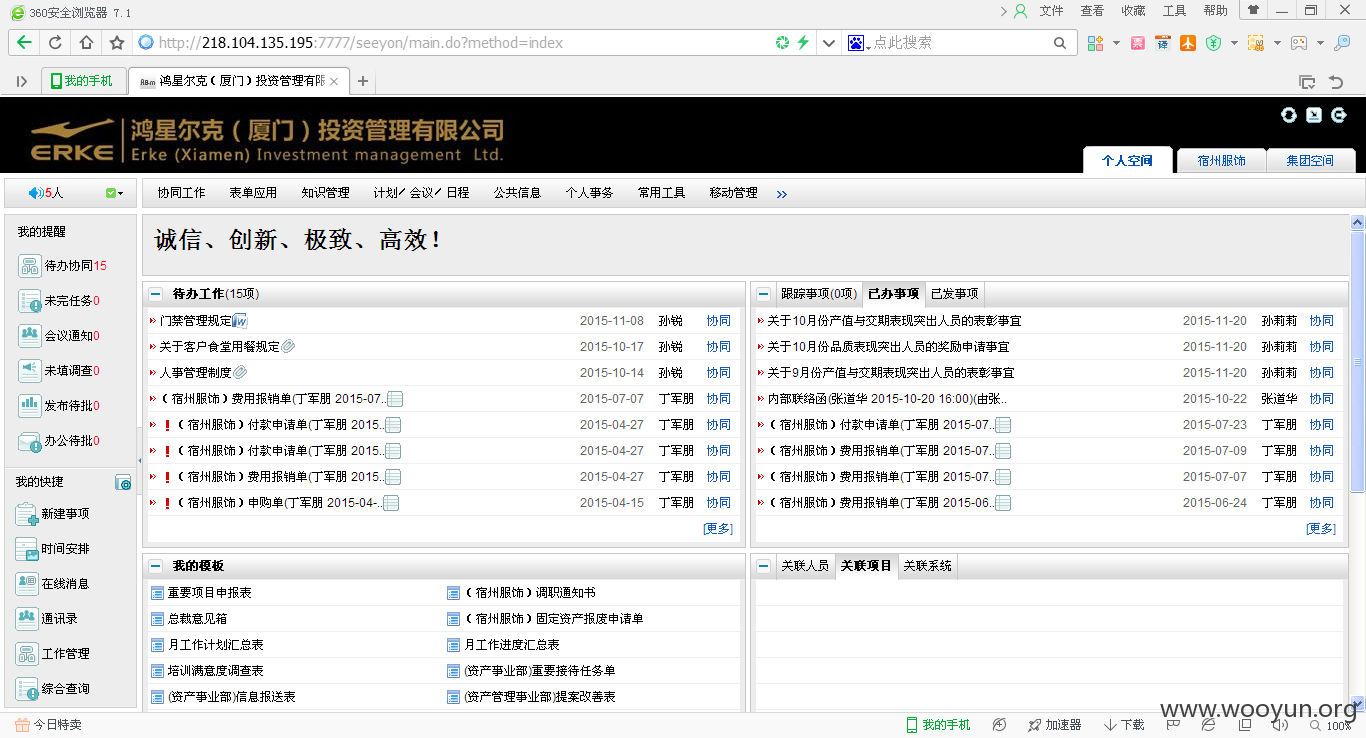 360安全浏览器 7.1
文件 查看 收藏 工具 帮助
http://218.104.135.195:7777/seeyon/main.do?method=index
点此搜索
我的手机
鸿星尔克（厦门）投资管理有限
ERKE
鸿星尔克（厦门）投资管理有限公司
Erke (Xiamen) Investment management Ltd.
个人空间 宿州服饰 集团空间
5人
协同工作 表单应用 知识管理 计划/会议/日程 公共信息 个人事务 常用工具 移动管理 »
我的提醒
待办协同15
未完任务0
会议通知0
未填调查0
发布待批0
办公待批0
我的快捷
新建事项
时间安排
在线消息
通讯录
工作管理
综合查询
诚信、创新、极致、高效！
待办工作(15项)
门禁管理规定 2015-11-08 孙锐 协同
关于客户食堂用餐规定 2015-10-17 孙锐 协同
人事管理制度 2015-10-14 孙锐 协同
（宿州服饰）费用报销单(丁军朋 2015-07.. 2015-07-07 丁军朋 协同
！（宿州服饰）付款申请单(丁军朋 2015.. 2015-04-27 丁军朋 协同
！（宿州服饰）付款申请单(丁军朋 2015.. 2015-04-27 丁军朋 协同
！（宿州服饰）费用报销单(丁军朋 2015.. 2015-04-27 丁军朋 协同
！（宿州服饰）申购单(丁军朋 2015-04-.. 2015-04-15 丁军朋 协同
[更多]
跟踪事项(0项) 已办事项 已发事项
关于10月份产值与交期表现突出人员的表彰事宜 2015-11-20 孙莉莉 协同
关于10月份品质表现突出人员的奖励申请事宜 2015-11-20 孙莉莉 协同
关于9月份产值与交期表现突出人员的表彰事宜 2015-11-20 孙莉莉 协同
内部联络函(张道华 2015-10-20 16:00)(由张.. 2015-10-22 张道华 协同
（宿州服饰）付款申请单(丁军朋 2015-07.. 2015-07-23 丁军朋 协同
（宿州服饰）费用报销单(丁军朋 2015-07.. 2015-07-09 丁军朋 协同
（宿州服饰）费用报销单(丁军朋 2015-07.. 2015-07-07 丁军朋 协同
（宿州服饰）费用报销单(丁军朋 2015-06.. 2015-06-24 丁军朋 协同
[更多]
我的模板
重要项目申报表 （宿州服饰）调职通知书
总裁意见箱 （宿州服饰）固定资产报废申请单
月工作计划汇总表 月工作进度汇总表
培训满意度调查表 (资产事业部)重要接待任务单
(资产事业部)信息报送表 (资产管理事业部)提案改善表
关联人员 关联项目 关联系统
www.wooyun.org
今日特卖
我的手机 加速器 下载 100%